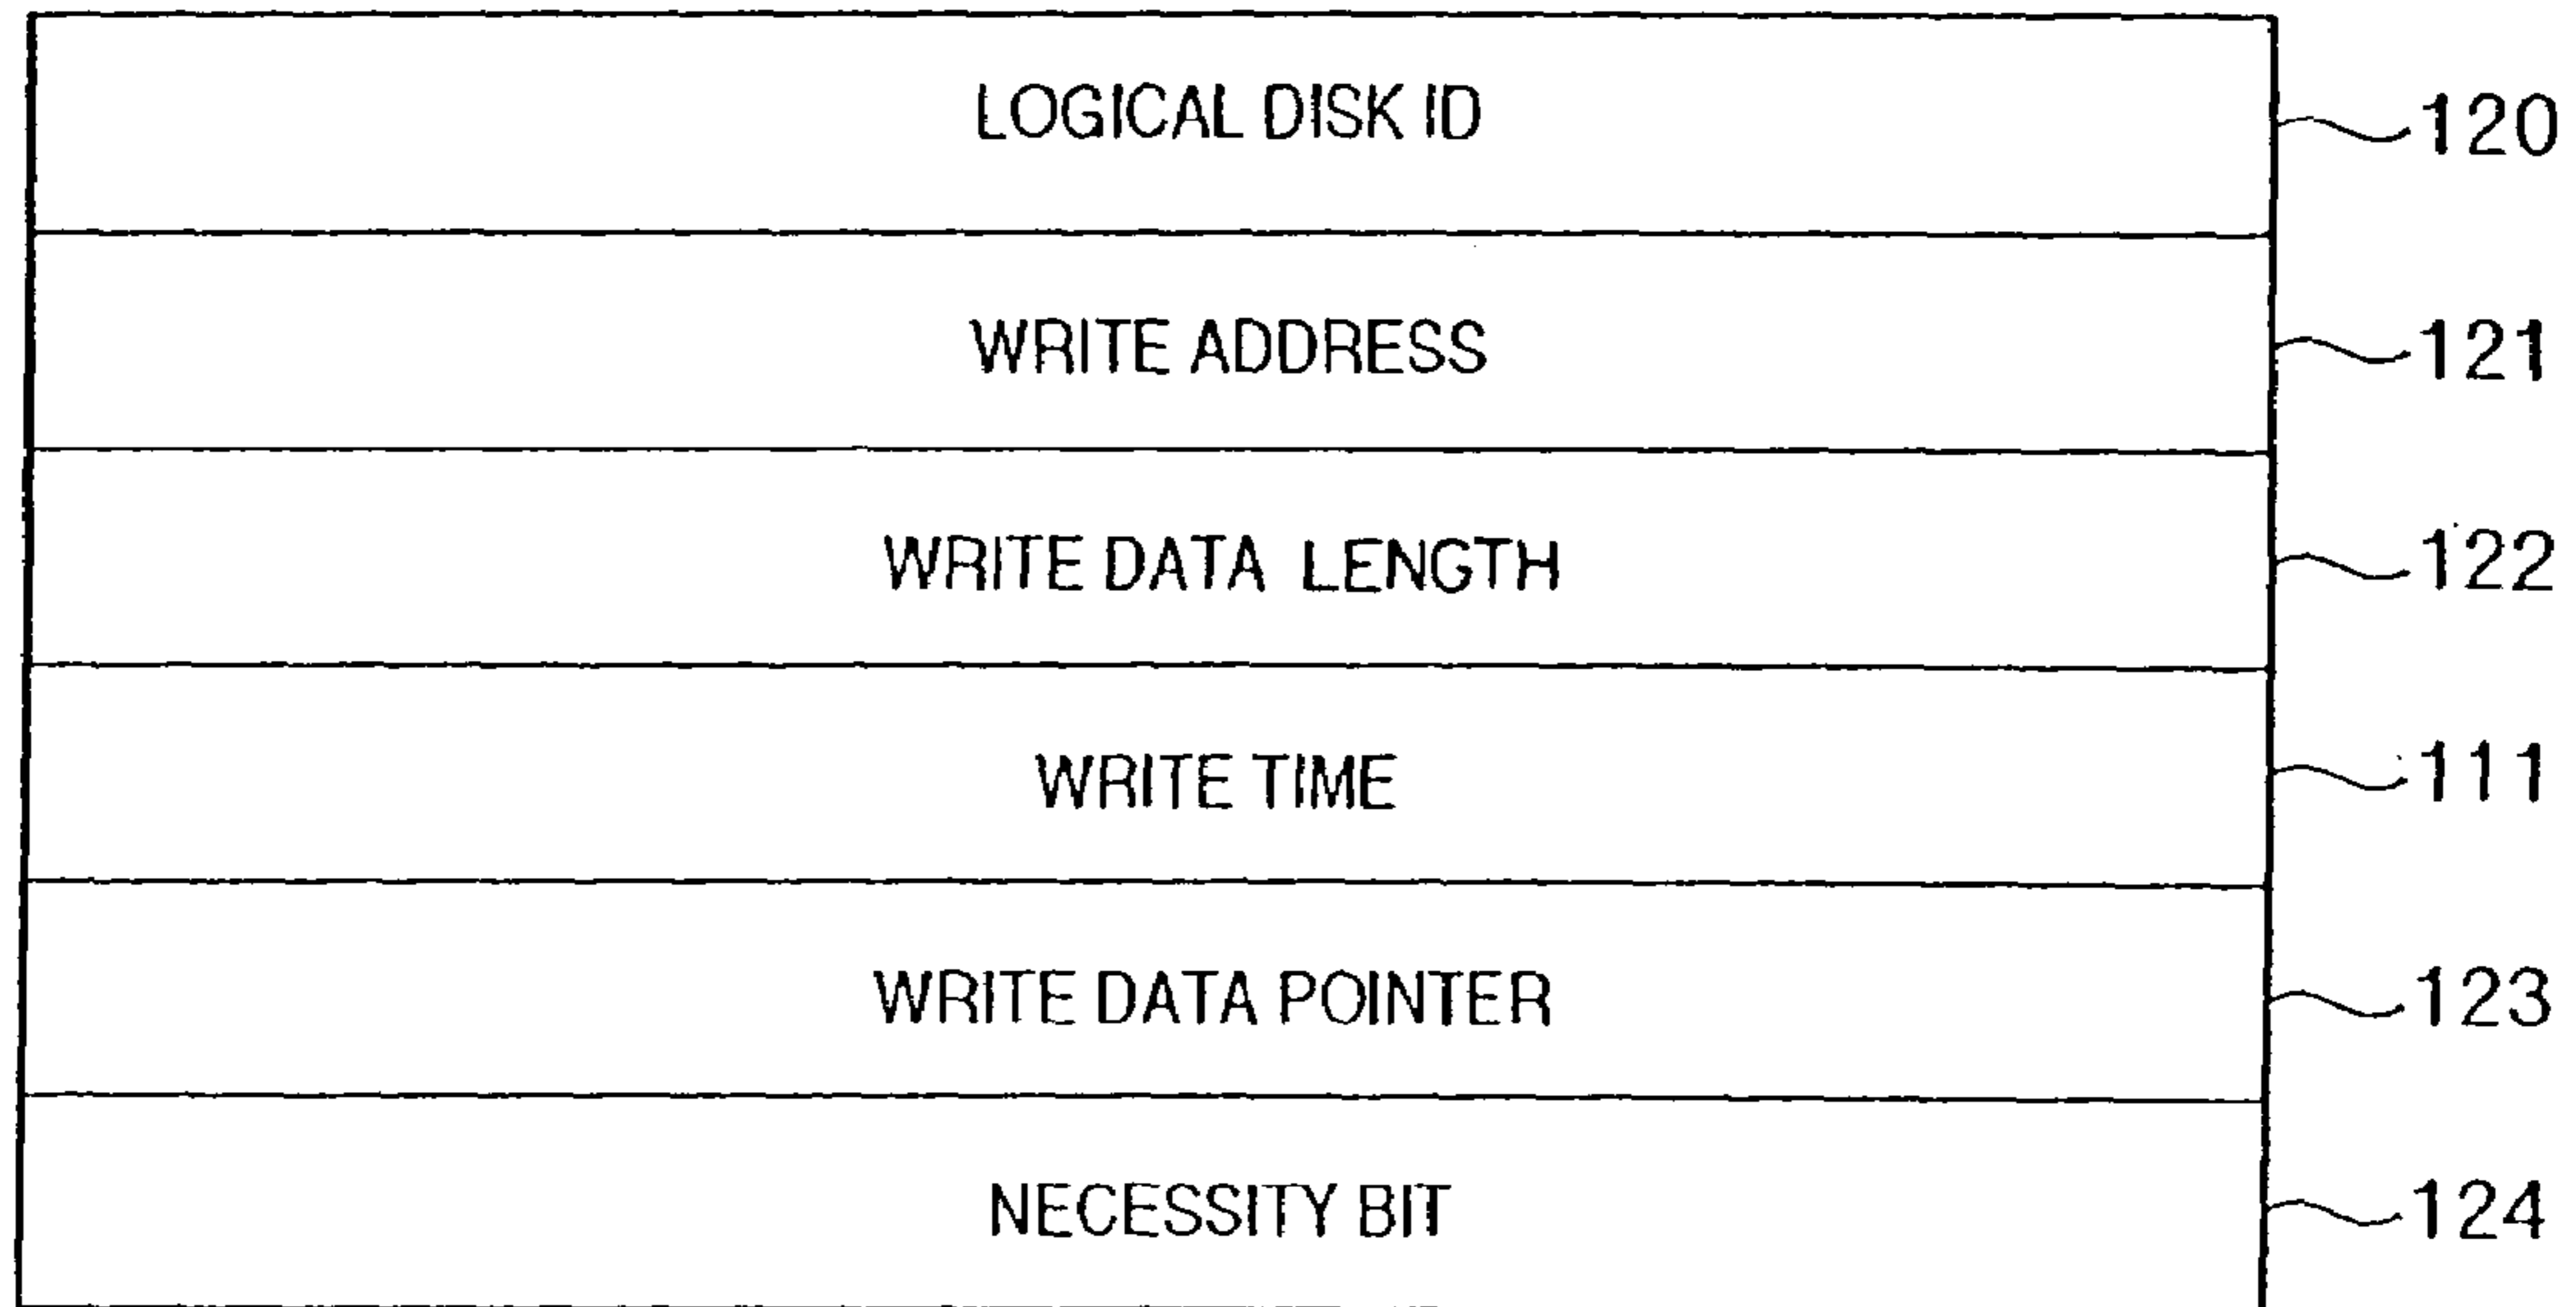 LOGICAL DISK ID 120
WRITE ADDRESS 121
WRITE DATA LENGTH 122
WRITE TIME 111
WRITE DATA POINTER 123
NECESSITY BIT 124